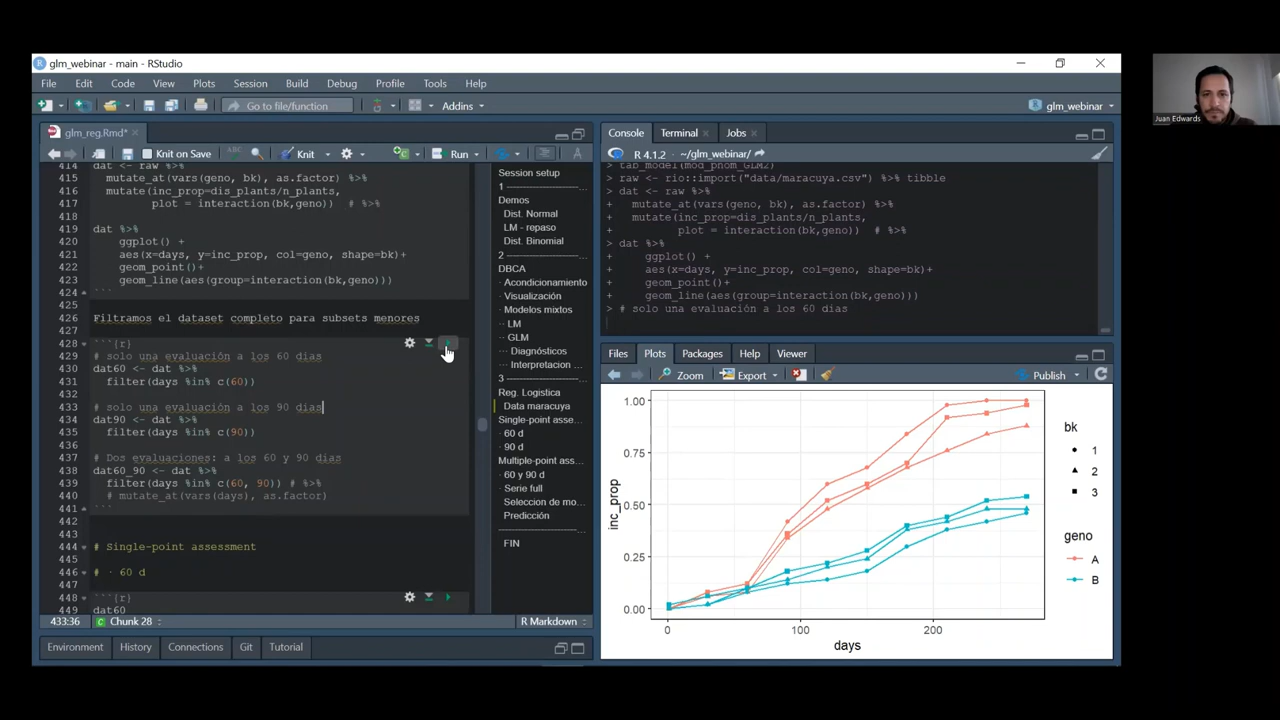 glm_webinar - main - RStudio
File Edit Code View Plots Session Build Debug Profile Tools Help
Go to file/function Addins glm_webinar
glm_reg.Rmd*
Knit on Save Knit Run
414 dat <- raw %>%
415 mutate_at(vars(geno, bk), as.factor) %>%
416 mutate(inc_prop=dis_plants/n_plants,
417 plot = interaction(bk,geno)) # %>%
418
419 dat %>%
420 ggplot() +
421 aes(x=days, y=inc_prop, col=geno, shape=bk)+
422 geom_point()+
423 geom_line(aes(group=interaction(bk,geno)))
424 ```
425
426 Filtramos el dataset completo para subsets menores
427
428 ```{r}
429 # solo una evaluación a los 60 dias
430 dat60 <- dat %>%
431 filter(days %in% c(60))
432
433 # solo una evaluación a los 90 dias
434 dat90 <- dat %>%
435 filter(days %in% c(90))
436
437 # Dos evaluaciones: a los 60 y 90 dias
438 dat60_90 <- dat %>%
439 filter(days %in% c(60, 90)) # %>%
440 # mutate_at(vars(days), as.factor)
441 ```
442
443
444 # Single-point assessment
445
446 # · 60 d
447
448 ```{r}
449 dat60
433:36 Chunk 28 R Markdown
Environment History Connections Git Tutorial
Session setup
1 ----------------...
Demos
Dist. Normal
LM - repaso
Dist. Binomial
2 ----------------...
DBCA
· Acondicionamiento
· Visualización
· Modelos mixtos
·· LM
·· GLM
··· Diagnósticos
··· Interpretacion ...
3 ----------------...
Reg. Logistica
Data maracuya
Single-point asse...
· 60 d
· 90 d
Multiple-point ass...
· 60 y 90 d
· Serie full
Seleccion de mo...
Predicción
----------------...
FIN
Console Terminal Jobs
R 4.1.2 · ~/glm_webinar/
> tab_model(mod_pnom_GLM2)
> raw <- rio::import("data/maracuya.csv") %>% tibble
> dat <- raw %>%
+ mutate_at(vars(geno, bk), as.factor) %>%
+ mutate(inc_prop=dis_plants/n_plants,
+ plot = interaction(bk,geno)) # %>%
> dat %>%
+ ggplot() +
+ aes(x=days, y=inc_prop, col=geno, shape=bk)+
+ geom_point()+
+ geom_line(aes(group=interaction(bk,geno)))
> # solo una evaluación a los 60 dias
Files Plots Packages Help Viewer
Zoom Export Publish
1.00
0.75
0.50
0.25
0.00
inc_prop
0 100 200
days
bk
1
2
3
geno
A
B
Juan Edwards